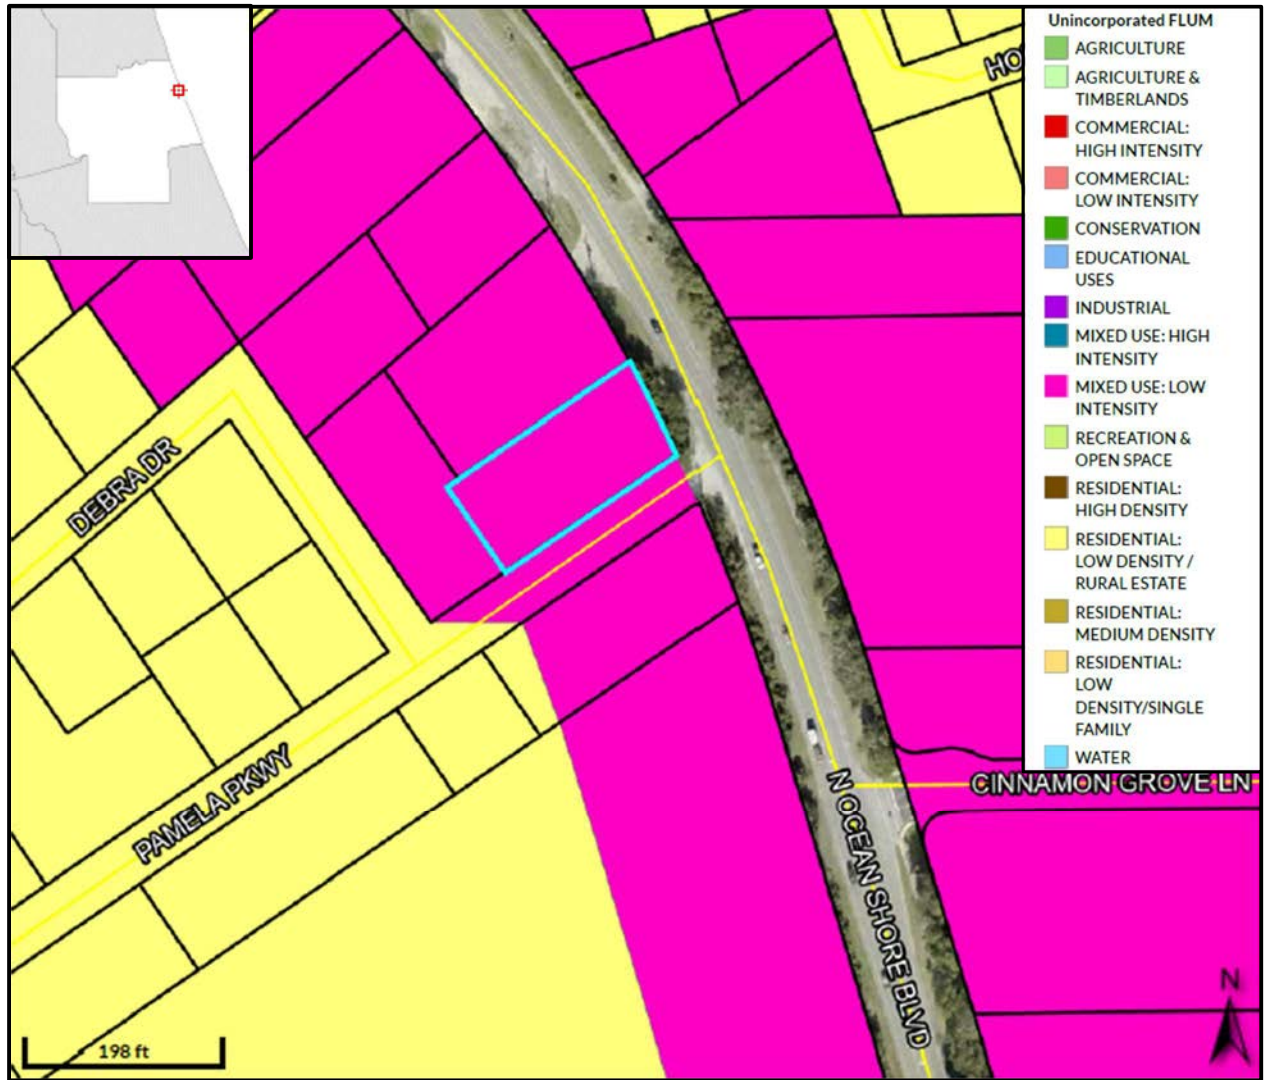 Unincorporated FLUM
AGRICULTURE
AGRICULTURE &
TIMBERLANDS
COMMERCIAL:
HIGH INTENSITY
COMMERCIAL:
LOW INTENSITY
CONSERVATION
EDUCATIONAL
USES
INDUSTRIAL
MIXED USE: HIGH
INTENSITY
MIXED USE: LOW
INTENSITY
RECREATION &
OPEN SPACE
RESIDENTIAL:
HIGH DENSITY
RESIDENTIAL:
LOW DENSITY /
RURAL ESTATE
RESIDENTIAL:
MEDIUM DENSITY
RESIDENTIAL:
LOW
DENSITY/SINGLE
FAMILY
WATER
HO
DEBRA DR
PAMELA PKWY
CINNAMON GROVE LN
N OCEAN SHORE BLVD
N
198 ft